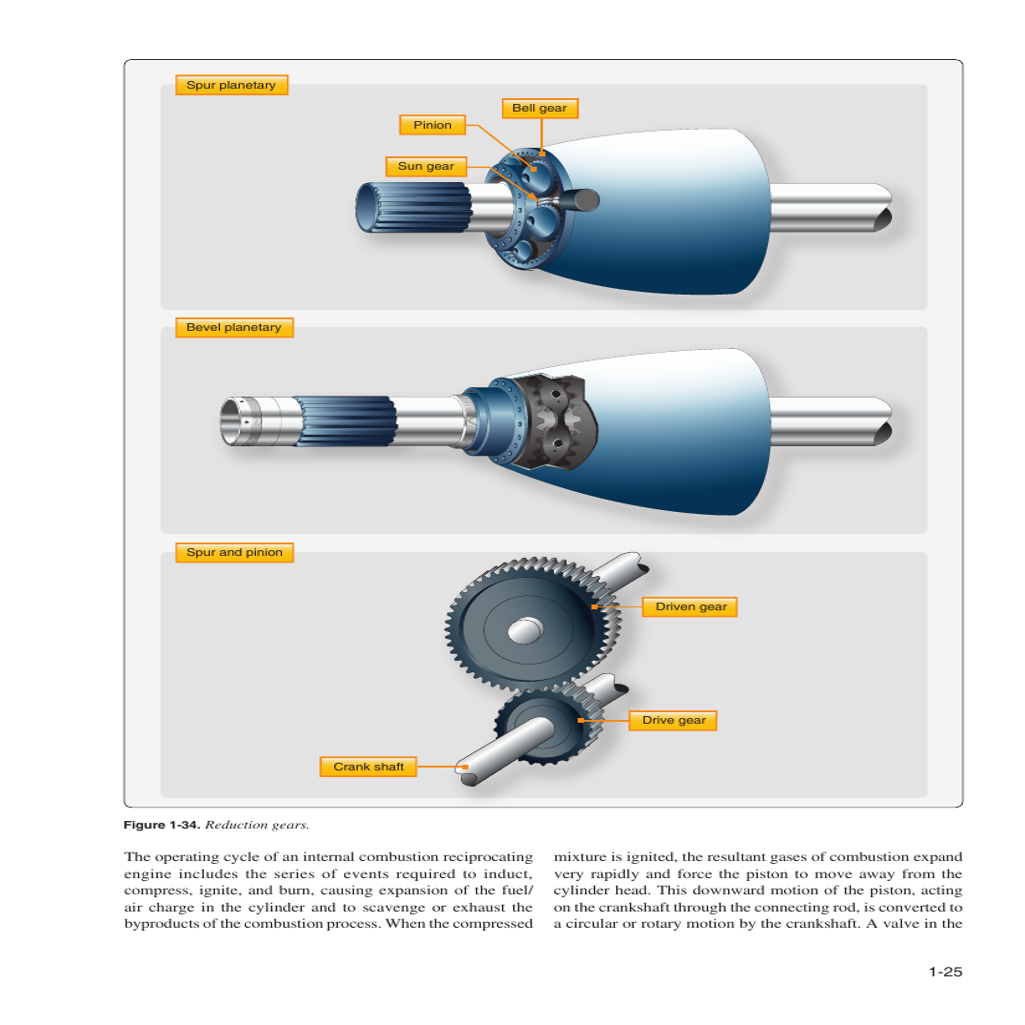 Spur planetary
Bell gear
Pinion
Sun gear
Bevel planetary
Spur and pinion
Driven gear
Drive gear
Crank shaft
Figure 1-34. Reduction gears.
The operating cycle of an internal combustion reciprocating
engine includes the series of events required to induct,
compress, ignite, and burn, causing expansion of the fuel/
air charge in the cylinder and to scavenge or exhaust the
byproducts of the combustion process. When the compressed
mixture is ignited, the resultant gases of combustion expand
very rapidly and force the piston to move away from the
cylinder head. This downward motion of the piston, acting
on the crankshaft through the connecting rod, is converted to
a circular or rotary motion by the crankshaft. A valve in the
1-25